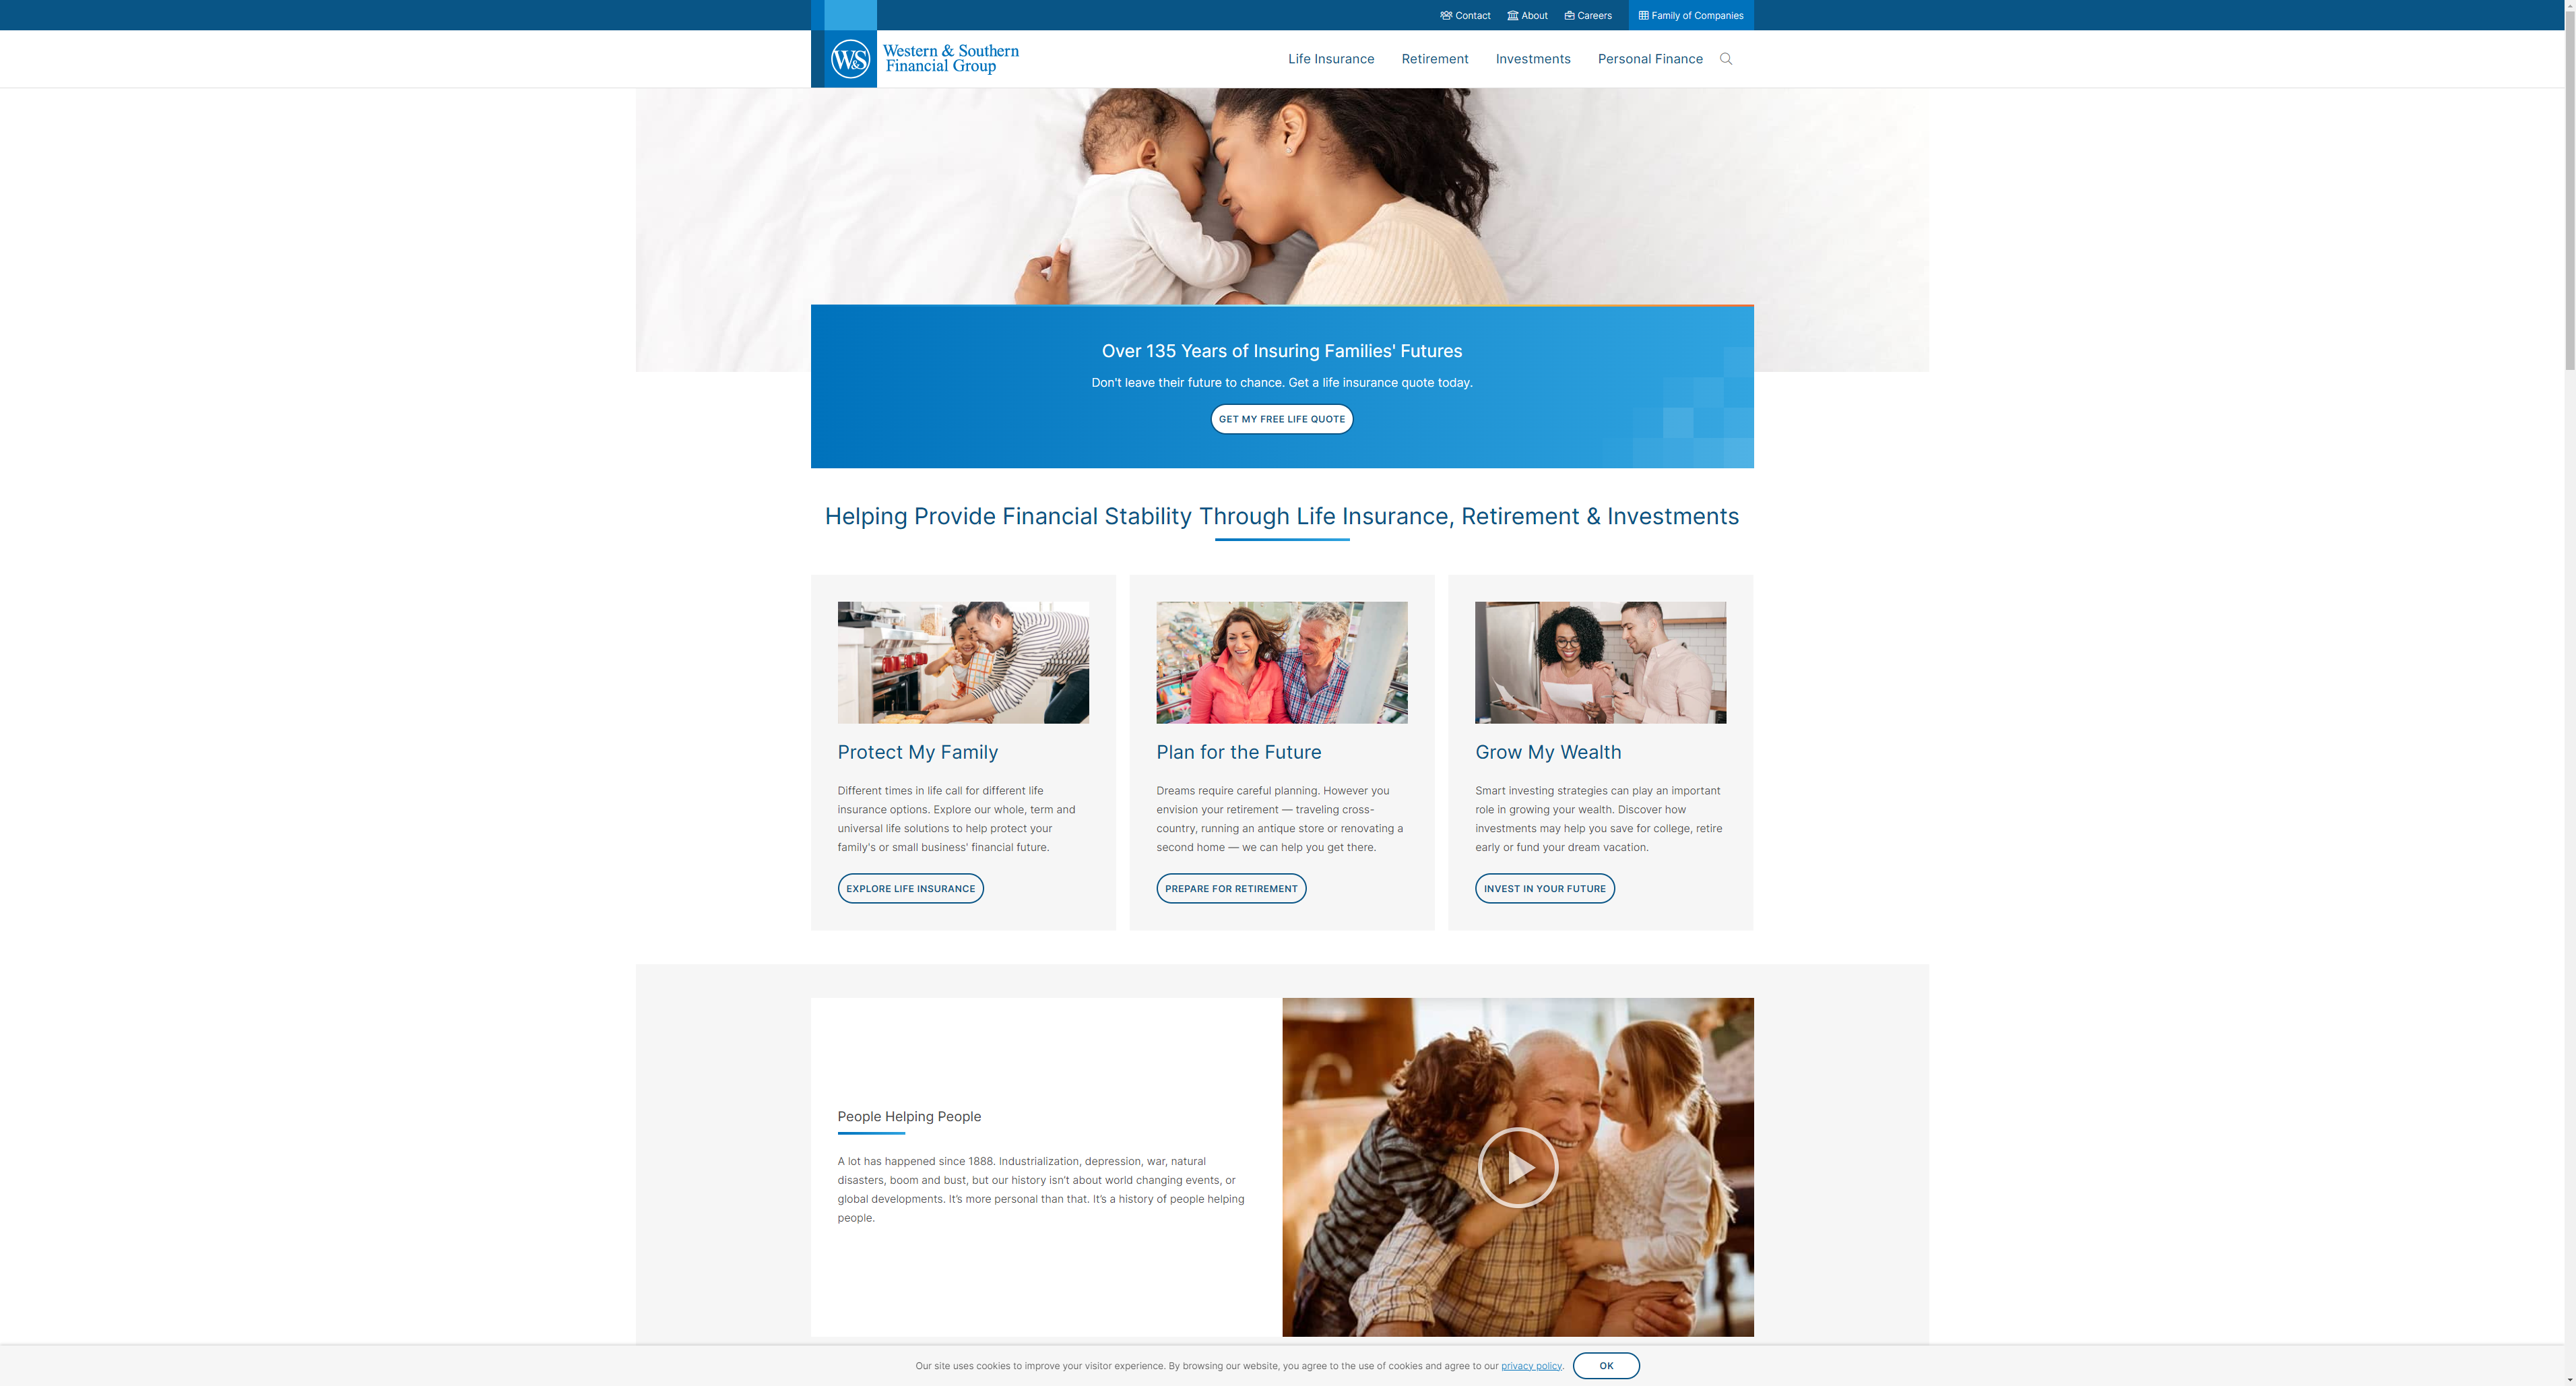 Contact
About
Careers
Family of Companies
W&S
Western & Southern
Financial Group
Life Insurance
Retirement
Investments
Personal Finance
Over 135 Years of Insuring Families' Futures
Don't leave their future to chance. Get a life insurance quote today.
GET MY FREE LIFE QUOTE
Helping Provide Financial Stability Through Life Insurance, Retirement & Investments
Protect My Family
Different times in life call for different life
insurance options. Explore our whole, term and
universal life solutions to help protect your
family's or small business' financial future.
EXPLORE LIFE INSURANCE
Plan for the Future
Dreams require careful planning. However you
envision your retirement — traveling cross-
country, running an antique store or renovating a
second home — we can help you get there.
PREPARE FOR RETIREMENT
Grow My Wealth
Smart investing strategies can play an important
role in growing your wealth. Discover how
investments may help you save for college, retire
early or fund your dream vacation.
INVEST IN YOUR FUTURE
People Helping People
A lot has happened since 1888. Industrialization, depression, war, natural
disasters, boom and bust, but our history isn't about world changing events, or
global developments. It's more personal than that. It's a history of people helping
people.
Our site uses cookies to improve your visitor experience. By browsing our website, you agree to the use of cookies and agree to our privacy policy.
OK